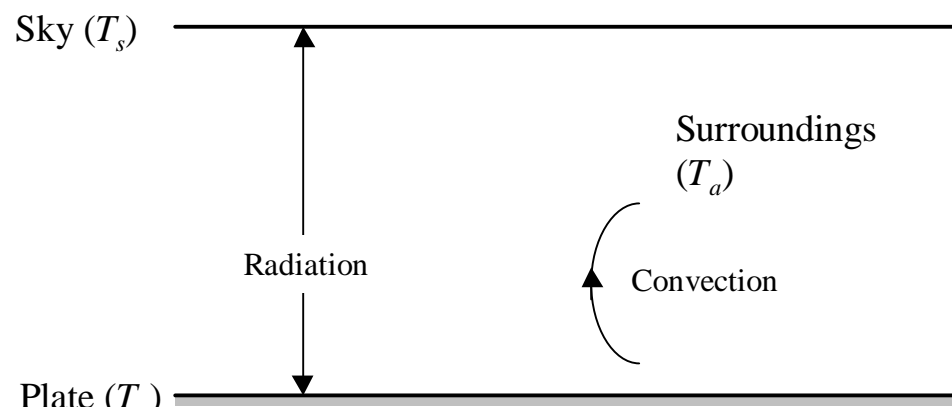 Sky (Tₛ)
Surroundings
(Tₐ)
Radiation
Convection
Plate (T )